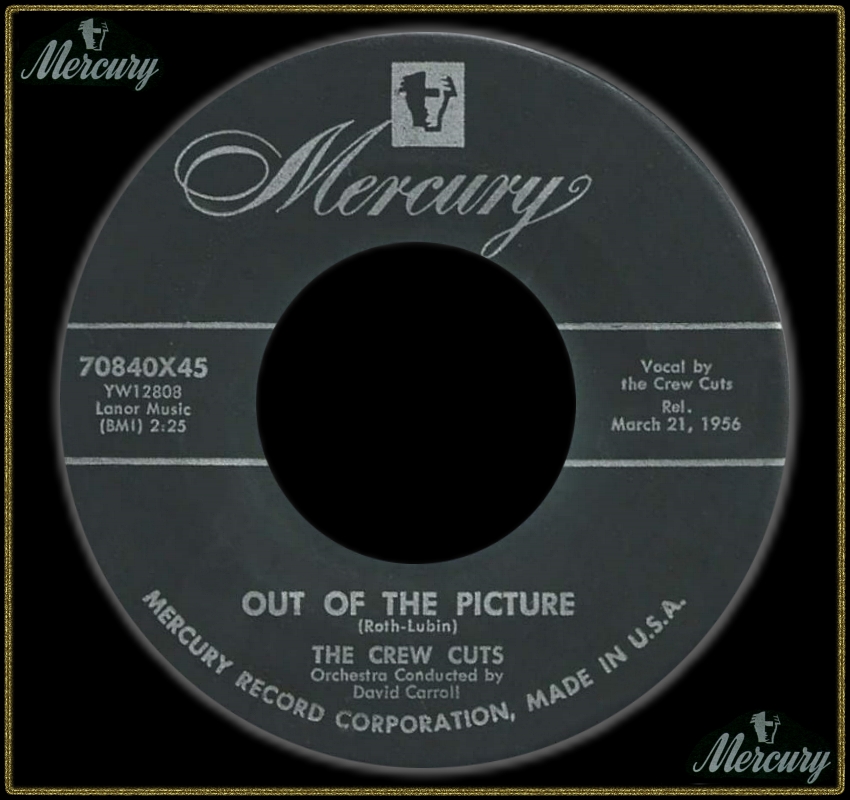 Mercury
Mercury
70840X45
YW12808
Lanor Music
(BMI) 2:25
Vocal by
the Crew Cuts
Rel.
March 21, 1956
OUT OF THE PICTURE
(Roth-Lubin)
THE CREW CUTS
Orchestra Conducted by
David Carroll
MERCURY RECORD CORPORATION, MADE IN U.S.A.
Mercury